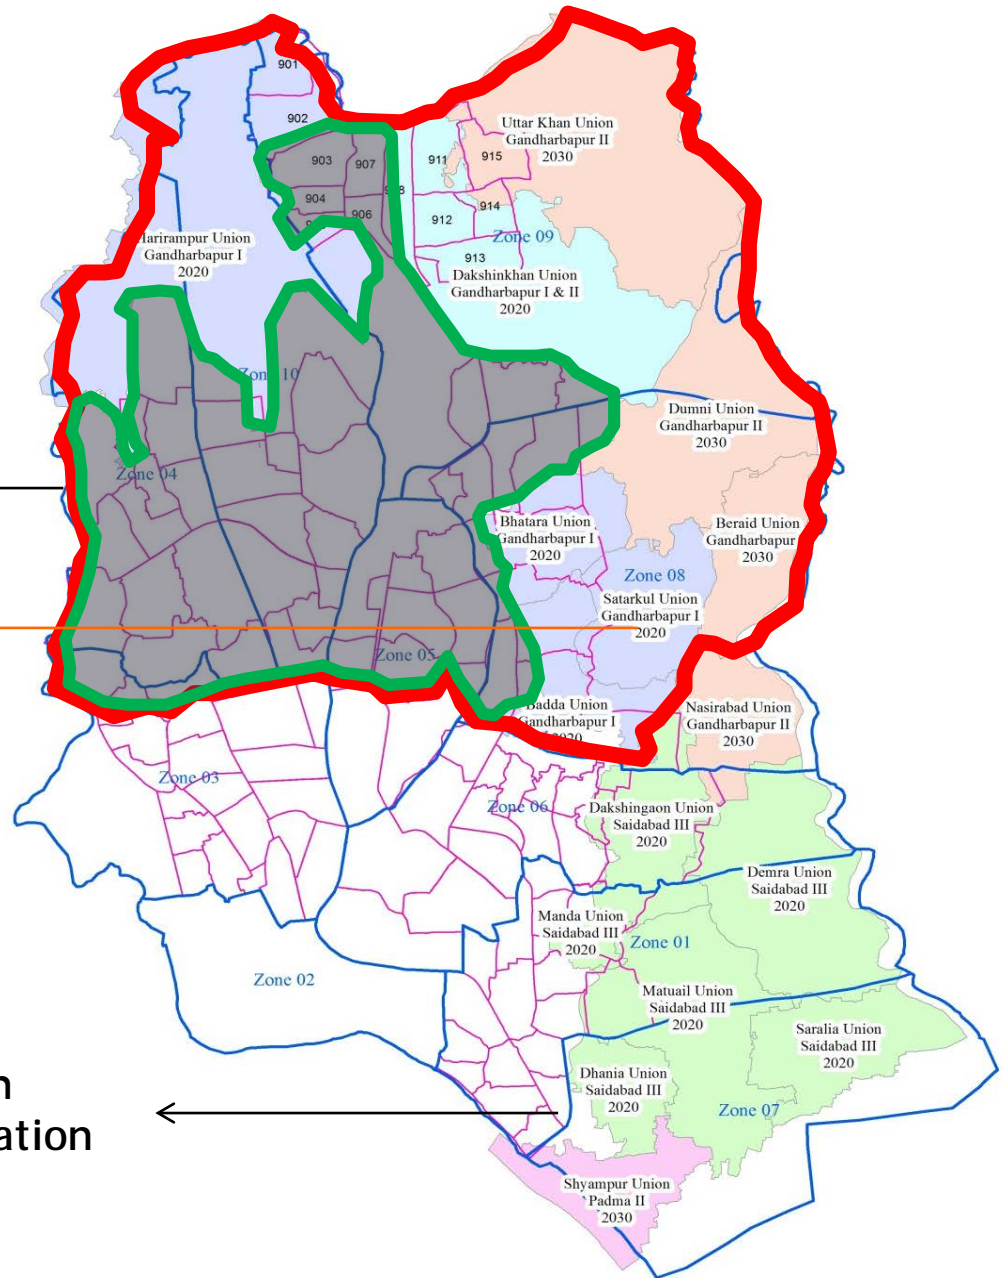 901
902
903
907
904
906
911
915
914
912
913
Uttar Khan Union
Gandharbapur II
2030
Zone 09
Harirampur Union
Gandharbapur I
2020
Dakshinkhan Union
Gandharbapur I & II
2020
Zone 10
Dumni Union
Gandharbapur II
2030
Zone 04
Bhatara Union
Gandharbapur I
2020
Beraid Union
Gandharbapur
2030
Zone 08
Satarkul Union
Gandharbapur I
2020
Zone 05
Badda Union
Gandharbapur I
2020
Nasirabad Union
Gandharbapur II
2030
Zone 03
Zone 06
Dakshingaon Union
Saidabad III
2020
Demra Union
Saidabad III
2020
Manda Union
Saidabad III
2020
Zone 01
Zone 02
Matuail Union
Saidabad III
2020
Saralia Union
Saidabad III
2020
Dhania Union
Saidabad III
2020
Zone 07
ation
Shyampur Union
Padma II
2030